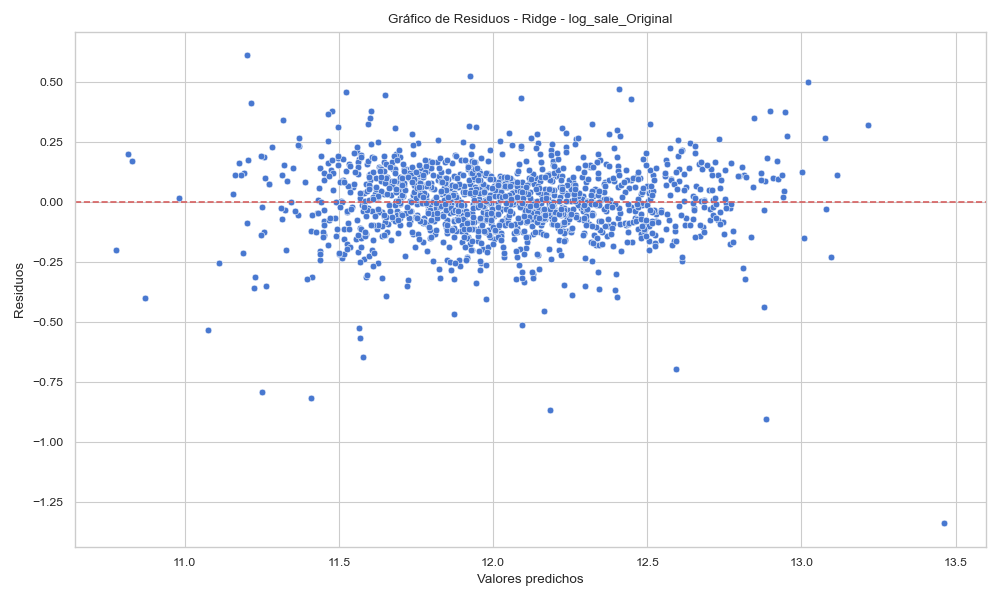 Gráfico de Residuos - Ridge - log_sale_Original
Residuos
0.50
0.25
0.00
−0.25
−0.50
−0.75
−1.00
−1.25
11.0 11.5 12.0 12.5 13.0 13.5
Valores predichos